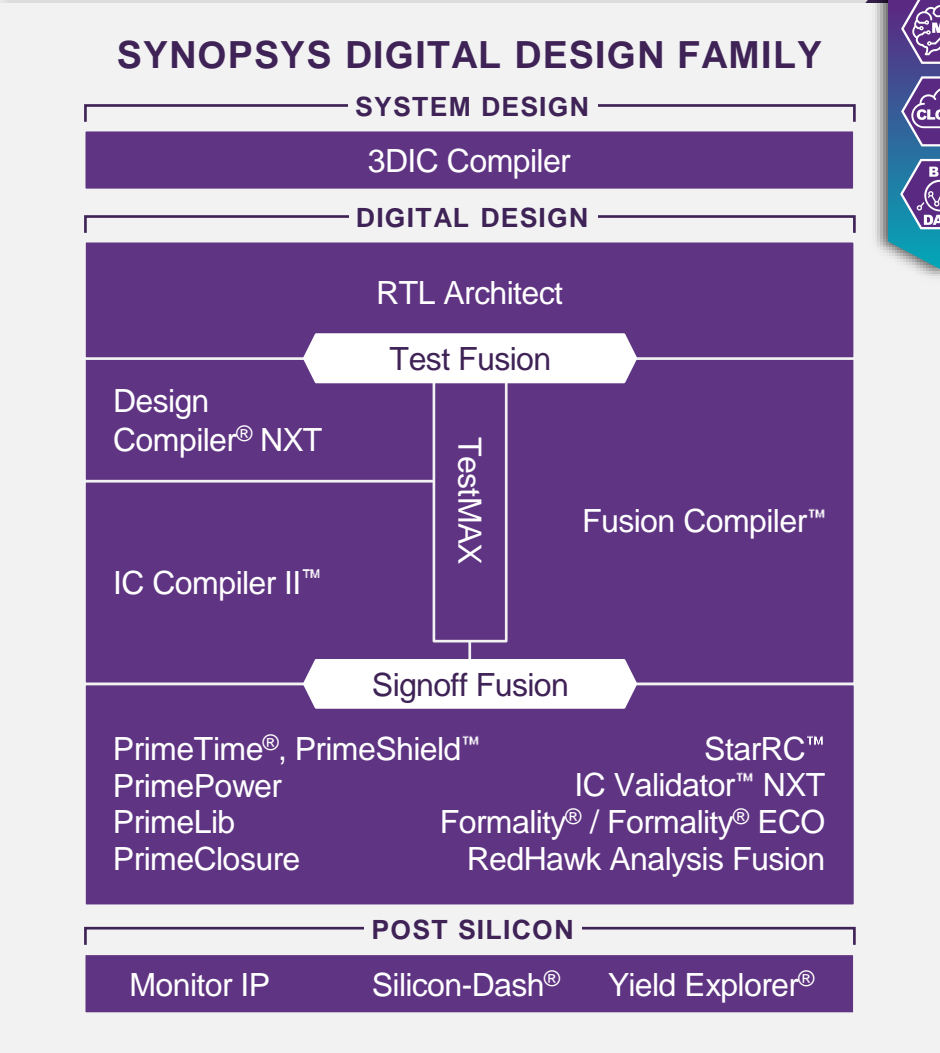 SYNOPSYS DIGITAL DESIGN FAMILY
SYSTEM DESIGN
3DIC Compiler
DIGITAL DESIGN
RTL Architect
Test Fusion
Design
Compiler® NXT
TestMAX
Fusion Compiler™
IC Compiler II™
Signoff Fusion
PrimeTime®, PrimeShield™
PrimePower
PrimeLib
PrimeClosure
StarRC™
IC Validator™ NXT
Formality® / Formality® ECO
RedHawk Analysis Fusion
POST SILICON
Monitor IP
Silicon-Dash®
Yield Explorer®